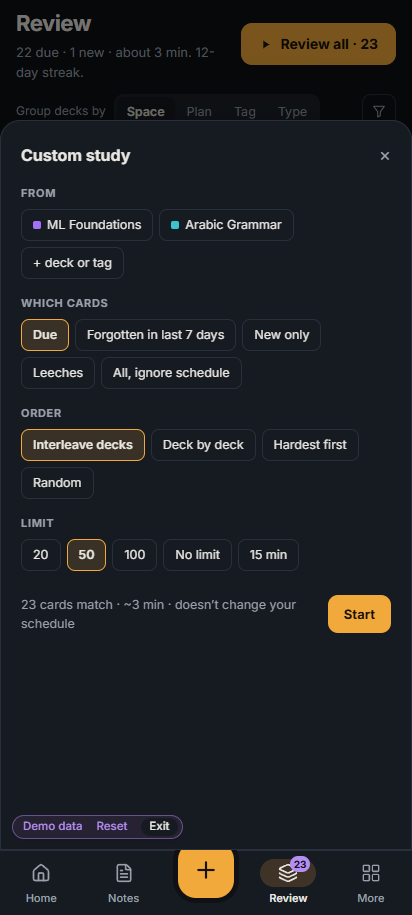 Review
22 due · 1 new · about 3 min. 12-
day streak.
Review all · 23
Group decks by
Space
Plan
Tag
Type
Custom study
×
FROM
ML Foundations
Arabic Grammar
+ deck or tag
WHICH CARDS
Due
Forgotten in last 7 days
New only
Leeches
All, ignore schedule
ORDER
Interleave decks
Deck by deck
Hardest first
Random
LIMIT
20
50
100
No limit
15 min
23 cards match · ~3 min · doesn't change your
schedule
Start
Demo data
Reset
Exit
Home
Notes
+
23
Review
More